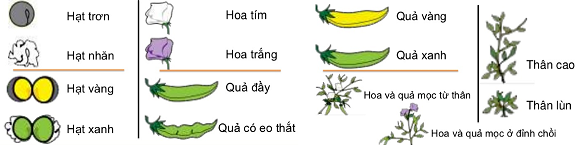 Hạt trơn
Hạt nhăn
Hạt vàng
Hạt xanh
Hoa tím
Hoa trắng
Quả đầy
Quả có eo thắt
Quả vàng
Quả xanh
Hoa và quả mọc từ thân
Hoa và quả mọc ở đỉnh chồi
Thân cao
Thân lùn